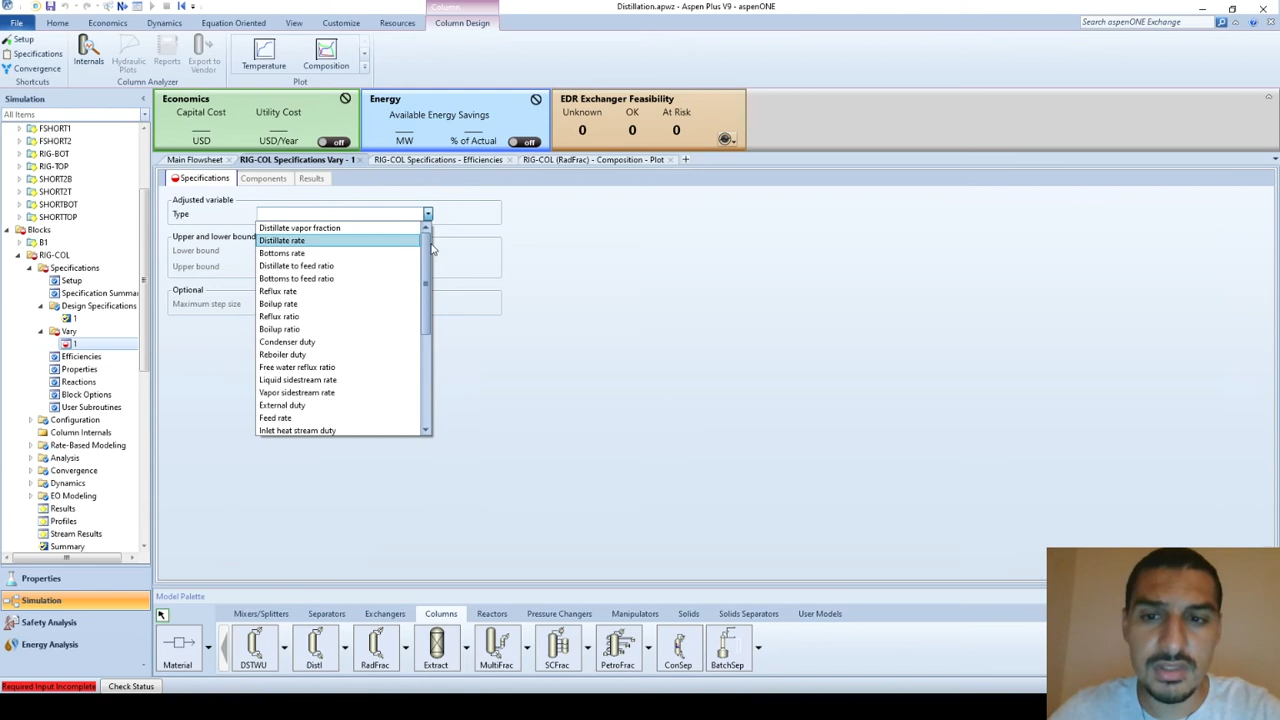 Distillation.apwz - Aspen Plus V9 - aspenONE
Column
File Home Economics Dynamics Equation Oriented View Customize Resources Column Design
Search aspenONE Exchange
Setup
Specifications
Convergence
Shortcuts
Internals
Hydraulic Plots
Reports
Export to Vendor
Column Analyzer
Temperature
Composition
Plot
Simulation
All Items
FSHORT1
FSHORT2
RIG-BOT
RIG-TOP
SHORT2B
SHORT2T
SHORTBOT
SHORTTOP
Blocks
B1
RIG-COL
Specifications
Setup
Specification Summa
Design Specifications
1
Vary
1
Efficiencies
Properties
Reactions
Block Options
User Subroutines
Configuration
Column Internals
Rate-Based Modeling
Analysis
Convergence
Dynamics
EO Modeling
Results
Profiles
Stream Results
Summary
Properties
Simulation
Safety Analysis
Energy Analysis
Economics
Capital Cost Utility Cost
USD USD/Year off
Energy
Available Energy Savings
MW % of Actual off
EDR Exchanger Feasibility
Unknown OK At Risk
0 0 0
Main Flowsheet × RIG-COL Specifications Vary - 1 × RIG-COL Specifications - Efficiencies × RIG-COL (RadFrac) - Composition - Plot × +
Specifications Components Results
Adjusted variable
Type
Upper and lower bound
Lower bound
Upper bound
Optional
Maximum step size
Distillate vapor fraction
Distillate rate
Bottoms rate
Distillate to feed ratio
Bottoms to feed ratio
Reflux rate
Boilup rate
Reflux ratio
Boilup ratio
Condenser duty
Reboiler duty
Free water reflux ratio
Liquid sidestream rate
Vapor sidestream rate
External duty
Feed rate
Inlet heat stream duty
Model Palette
Mixers/Splitters Separators Exchangers Columns Reactors Pressure Changers Manipulators Solids Solids Separators User Models
Material DSTWU Distl RadFrac Extract MultiFrac SCFrac PetroFrac ConSep BatchSep
Required Input Incomplete Check Status